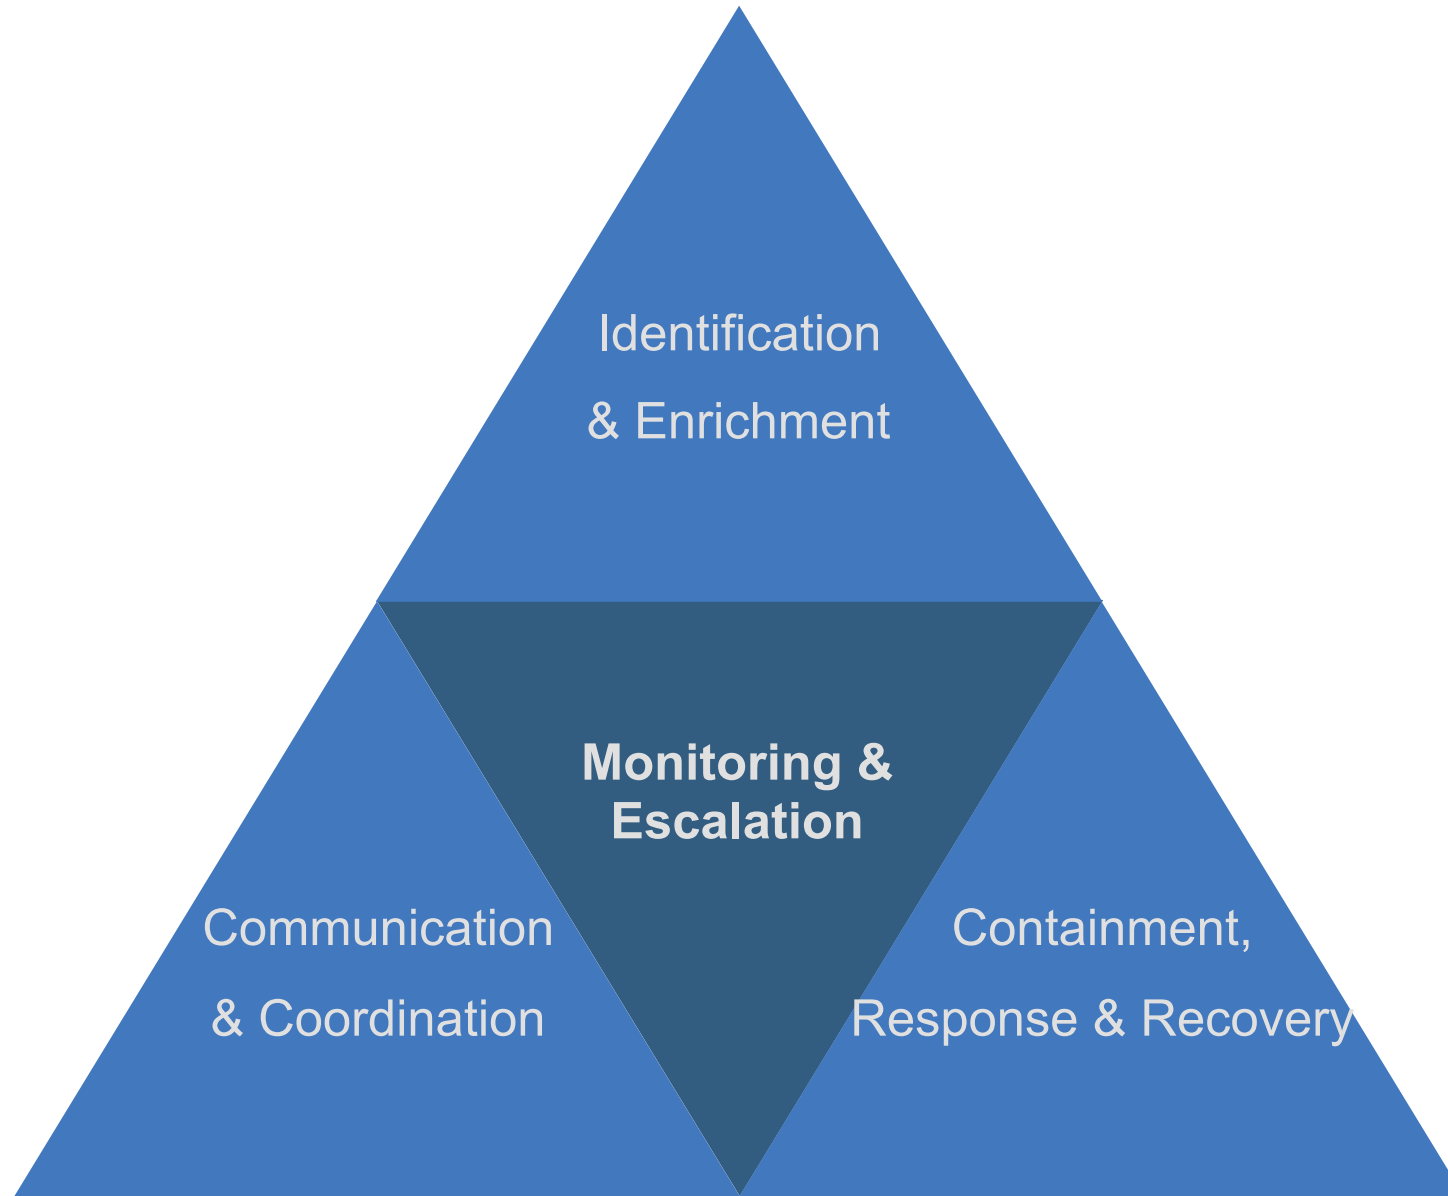 Identification
& Enrichment
Monitoring &
Escalation
Communication
& Coordination
Containment,
Response & Recovery